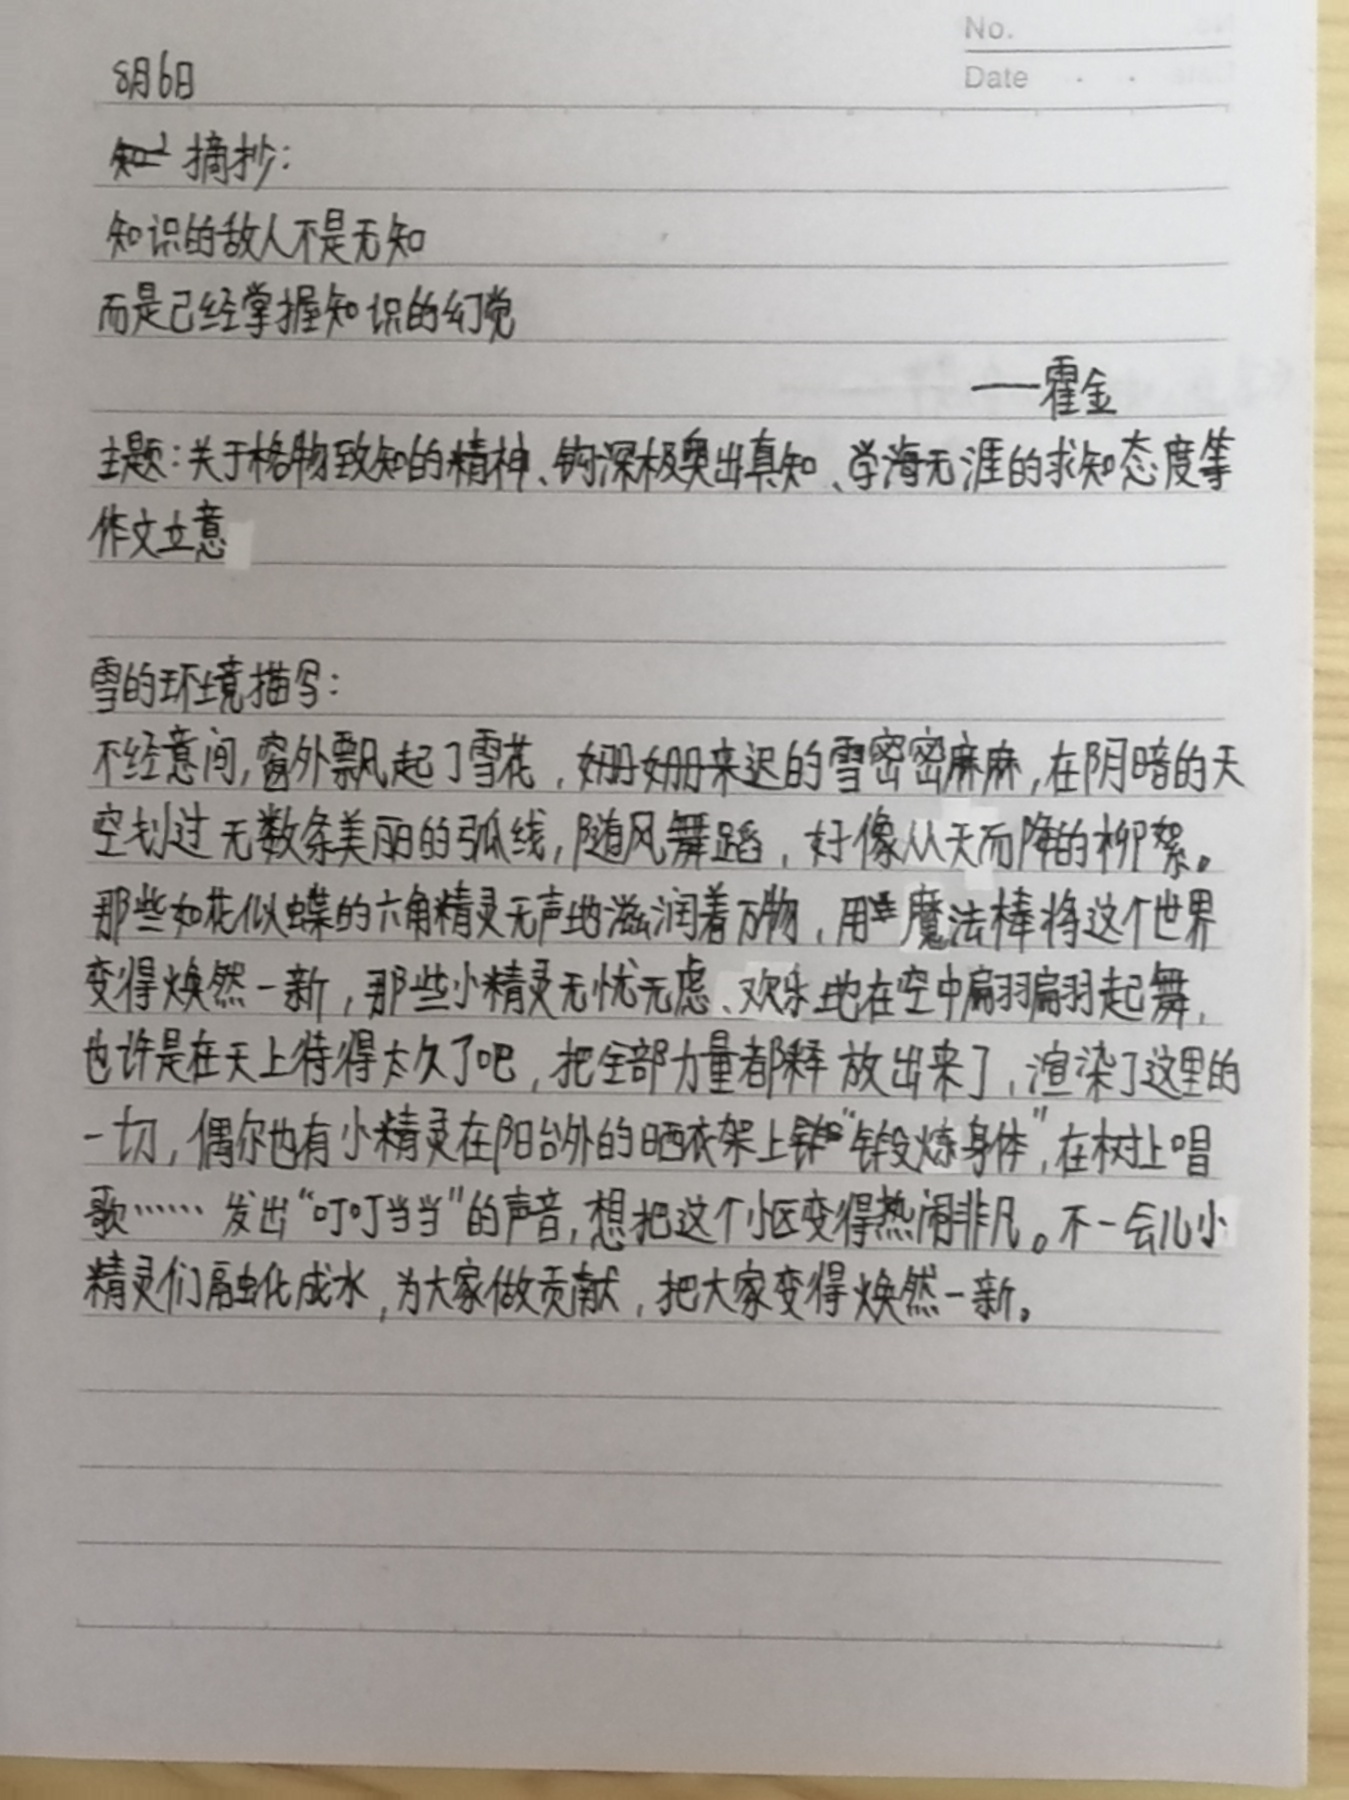 No.
Date
8月6日
摘抄：
知识的敌人不是无知
而是已经掌握知识的幻觉
——霍金
主题：关于格物致知的精神、钩深极奥出真知、学海无涯的求知态度等
作文立意
雪的环境描写：
不经意间，窗外飘起了雪花，姗姗来迟的雪密密麻麻，在阴暗的天
空划过无数条美丽的弧线，随风舞蹈，好像从天而降的柳絮。
那些如花似蝶的六角精灵无声地滋润着万物，用魔法棒将这个世界
变得焕然一新，那些小精灵无忧无虑、欢乐地在空中扁羽扁羽起舞，
也许是在天上待得太久了吧，把全部力量都释放出来了，渲染了这里的
一切，偶尔也有小精灵在阳台外的晒衣架上“锻炼身体”，在树上唱
歌……发出“叮叮当当”的声音，想把这个小区变得热闹非凡。不一会儿小
精灵们融化成水，为大家做贡献，把大家变得焕然一新。